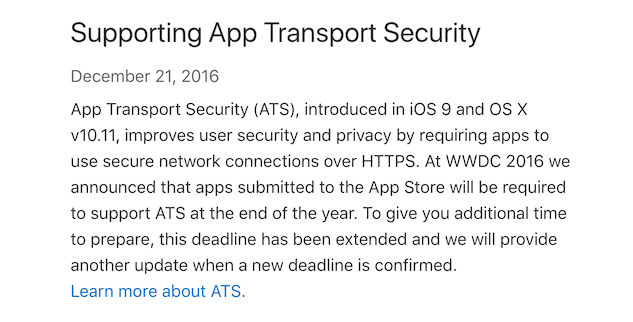 Supporting App Transport Security
December 21, 2016
App Transport Security (ATS), introduced in iOS 9 and OS X
v10.11, improves user security and privacy by requiring apps to
use secure network connections over HTTPS. At WWDC 2016 we
announced that apps submitted to the App Store will be required
to support ATS at the end of the year. To give you additional time
to prepare, this deadline has been extended and we will provide
another update when a new deadline is confirmed.
Learn more about ATS.